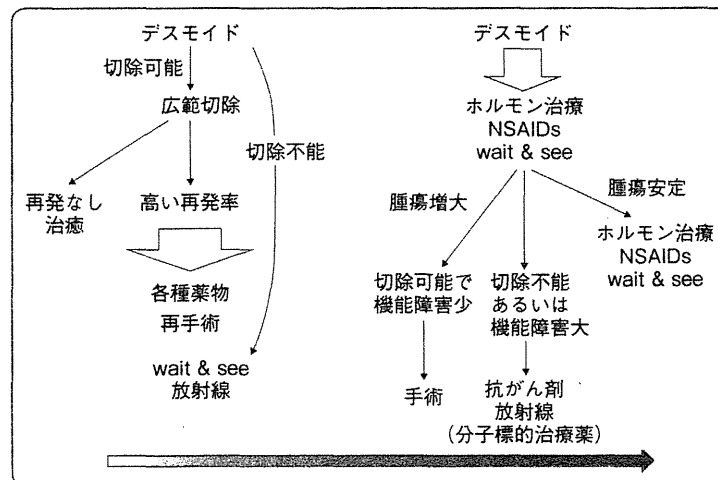 デスモイド
切除可能
広範切除
切除不能
再発なし
治癒
高い再発率
各種薬物
再手術
wait & see
放射線
デスモイド
ホルモン治療
NSAIDs
wait & see
腫瘍増大
腫瘍安定
ホルモン治療
NSAIDs
wait & see
切除可能で
機能障害少
切除不能
あるいは
機能障害大
手術
抗がん剤
放射線
(分子標的治療薬)